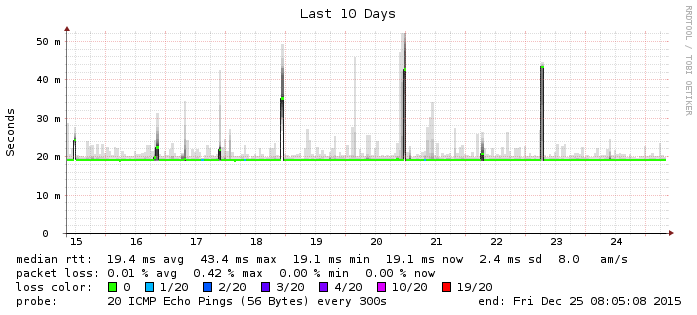 Last 10 Days
RRDTOOL / TOBI OETIKER
Seconds
50 m
40 m
30 m
20 m
10 m
0
15 16 17 18 19 20 21 22 23 24
median rtt: 19.4 ms avg 43.4 ms max 19.1 ms min 19.1 ms now 2.4 ms sd 8.0 am/s
packet loss: 0.01 % avg 0.42 % max 0.00 % min 0.00 % now
loss color: 0 1/20 2/20 3/20 4/20 10/20 19/20
probe: 20 ICMP Echo Pings (56 Bytes) every 300s end: Fri Dec 25 08:05:08 2015